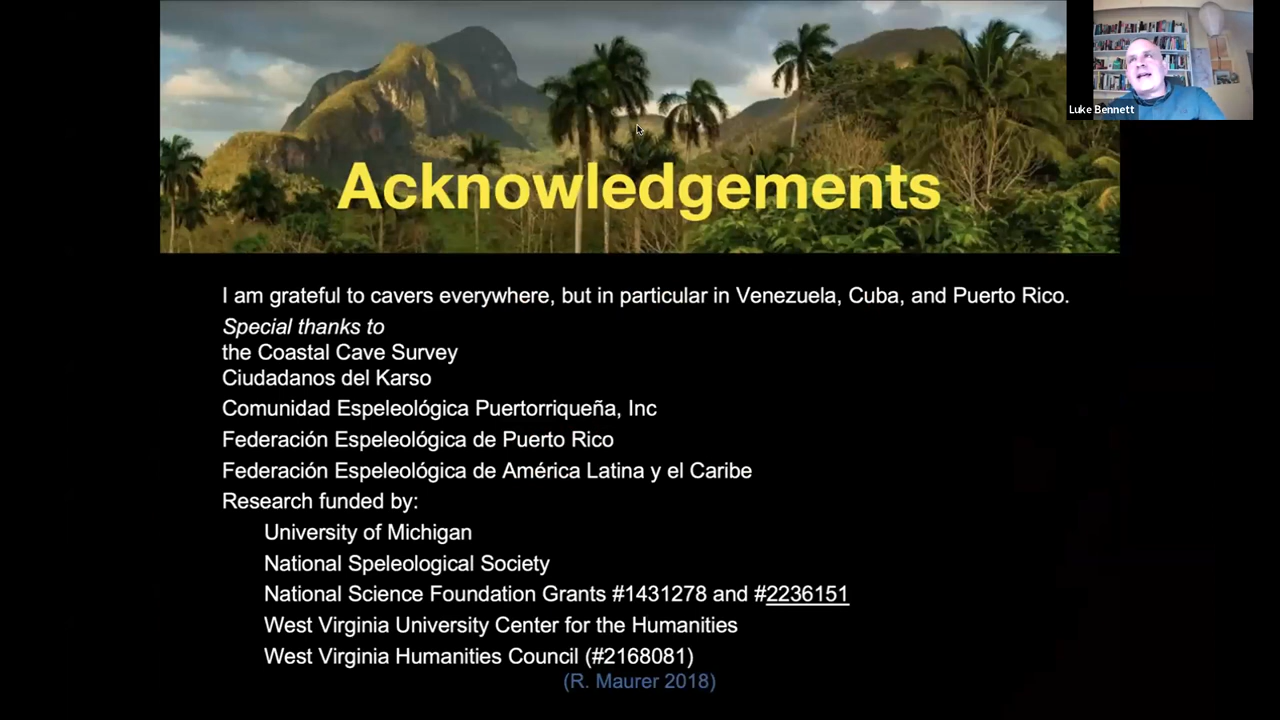 Acknowledgements
Luke Bennett
I am grateful to cavers everywhere, but in particular in Venezuela, Cuba, and Puerto Rico.
Special thanks to
the Coastal Cave Survey
Ciudadanos del Karso
Comunidad Espeleológica Puertorriqueña, Inc
Federación Espeleológica de Puerto Rico
Federación Espeleológica de América Latina y el Caribe
Research funded by:
University of Michigan
National Speleological Society
National Science Foundation Grants #1431278 and #2236151
West Virginia University Center for the Humanities
West Virginia Humanities Council (#2168081)
(R. Maurer 2018)